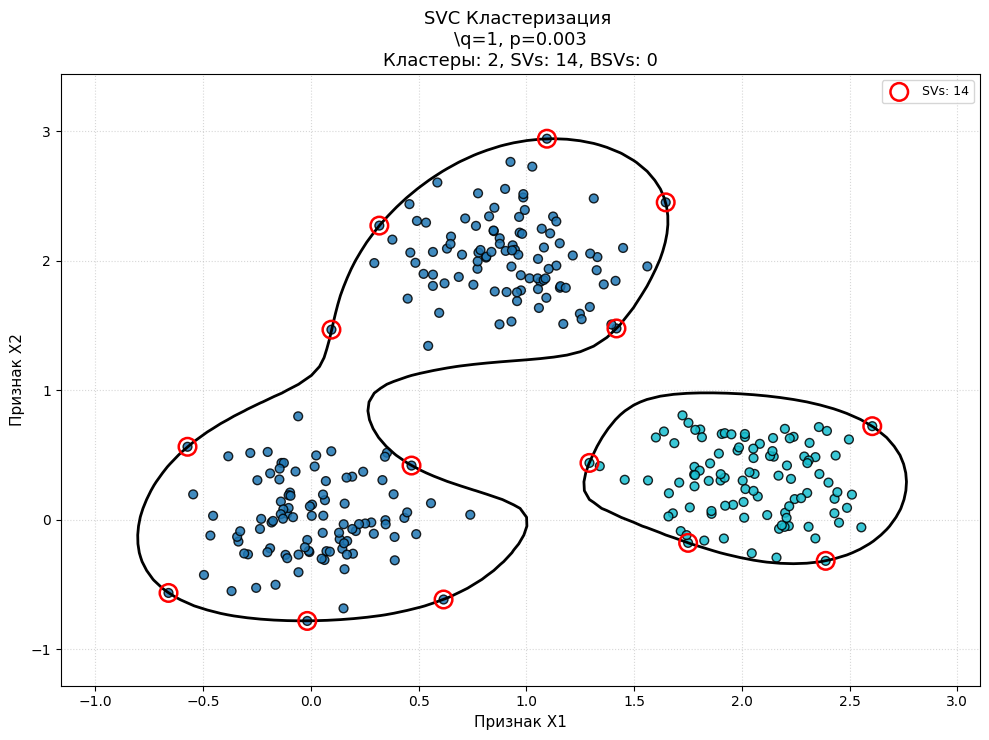 SVC Кластеризация
\q=1, p=0.003
Кластеры: 2, SVs: 14, BSVs: 0
SVs: 14
Признак X2
3
2
1
0
−1
−1.0 −0.5 0.0 0.5 1.0 1.5 2.0 2.5 3.0
Признак X1